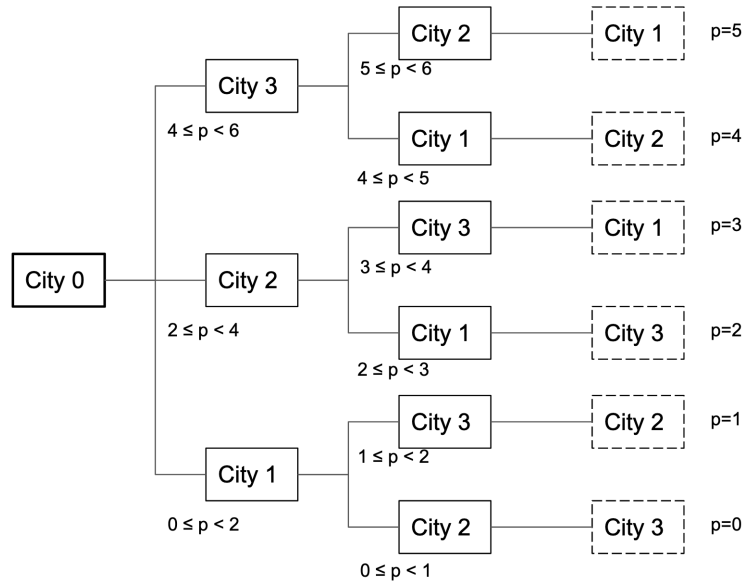 City 2
City 1
p=5
5 ≤ p < 6
City 3
4 ≤ p < 6
City 1
City 2
p=4
4 ≤ p < 5
City 3
City 1
p=3
3 ≤ p < 4
City 0
City 2
2 ≤ p < 4
City 1
City 3
p=2
2 ≤ p < 3
City 3
City 2
p=1
1 ≤ p < 2
City 1
0 ≤ p < 2
City 2
City 3
p=0
0 ≤ p < 1